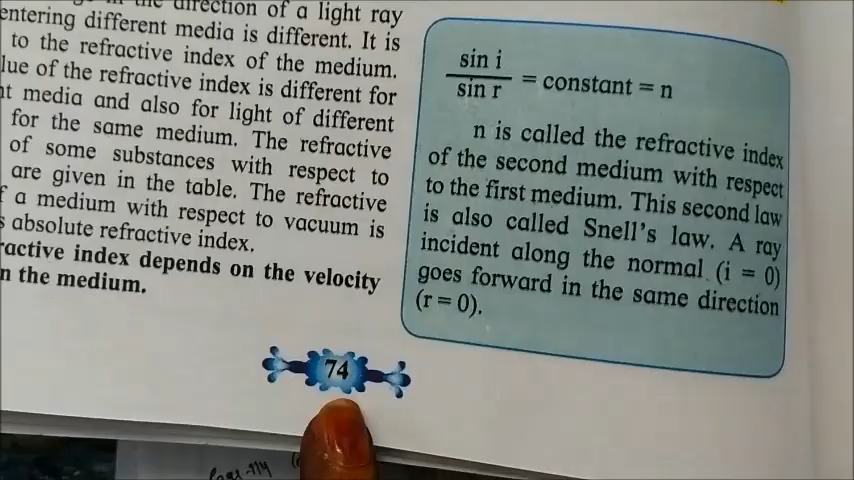 direction of a light ray
entering different media is different. It is
to the refractive index of the medium.
lue of the refractive index is different for
nt media and also for light of different
for the same medium. The refractive
of some substances with respect to
are given in the table. The refractive
f a medium with respect to vacuum is
s absolute refractive index.
ractive index depends on the velocity
n the medium.
sin i
sin r
= constant = n
n is called the refractive index
of the second medium with respect
to the first medium. This second law
is also called Snell's law. A ray
incident along the normal (i = 0)
goes forward in the same direction
(r = 0).
74